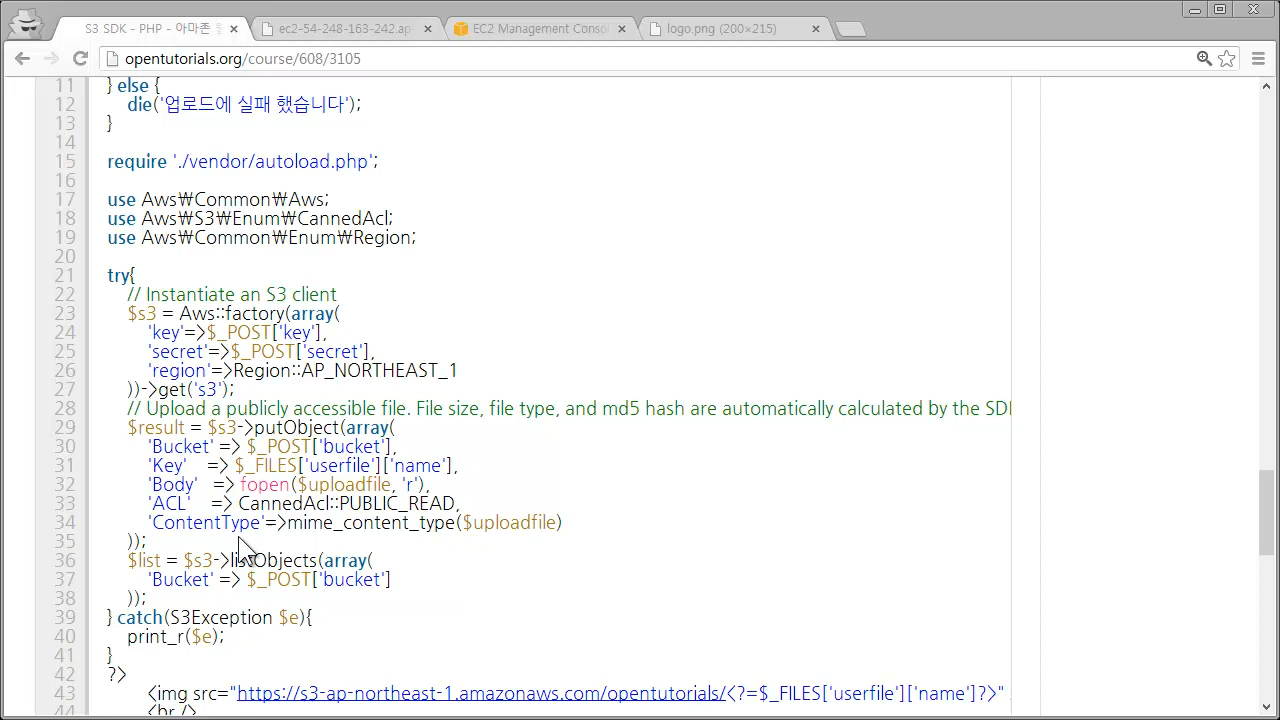 S3 SDK - PHP - 아마존
ec2-54-248-163-242.ap-
EC2 Management Consol
logo.png (200×215)
opentutorials.org/course/608/3105
11 } else {
12 die('업로드에 실패 했습니다');
13 }
14
15 require './vendor/autoload.php';
16
17 use Aws₩Common₩Aws;
18 use Aws₩S3₩Enum₩CannedAcl;
19 use Aws₩Common₩Enum₩Region;
20
21 try{
22 // Instantiate an S3 client
23 $s3 = Aws::factory(array(
24 'key'=>$_POST['key'],
25 'secret'=>$_POST['secret'],
26 'region'=>Region::AP_NORTHEAST_1
27 ))->get('s3');
28 // Upload a publicly accessible file. File size, file type, and md5 hash are automatically calculated by the SD
29 $result = $s3->putObject(array(
30 'Bucket' => $_POST['bucket'],
31 'Key' => $_FILES['userfile']['name'],
32 'Body' => fopen($uploadfile, 'r'),
33 'ACL' => CannedAcl::PUBLIC_READ,
34 'ContentType'=>mime_content_type($uploadfile)
35 ));
36 $list = $s3->listObjects(array(
37 'Bucket' => $_POST['bucket']
38 ));
39 } catch(S3Exception $e){
40 print_r($e);
41 }
42 ?>
43 <img src="https://s3-ap-northeast-1.amazonaws.com/opentutorials/<?=$_FILES['userfile']['name']?>"
44 <br />